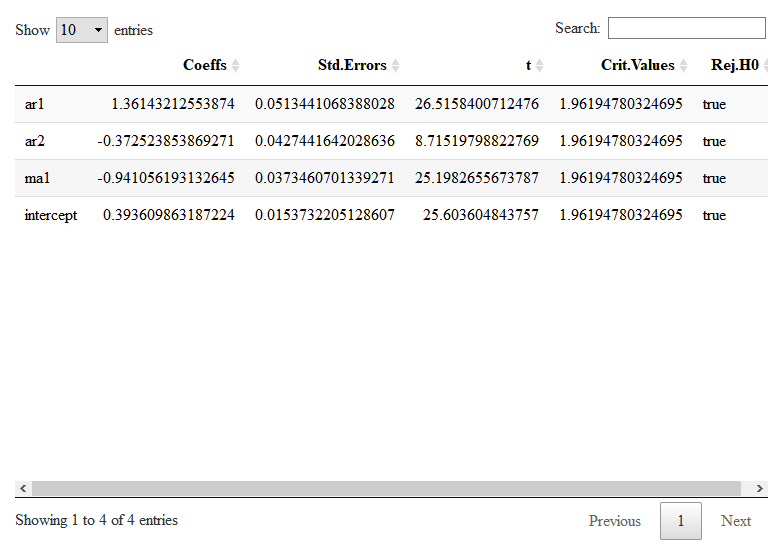 Show 10 entries Search:
Coeffs Std.Errors t Crit.Values Rej.H0
ar1 1.36143212553874 0.0513441068388028 26.5158400712476 1.96194780324695 true
ar2 -0.372523853869271 0.0427441642028636 8.71519798822769 1.96194780324695 true
ma1 -0.941056193132645 0.0373460701339271 25.1982655673787 1.96194780324695 true
intercept 0.393609863187224 0.0153732205128607 25.603604843757 1.96194780324695 true
Showing 1 to 4 of 4 entries Previous 1 Next